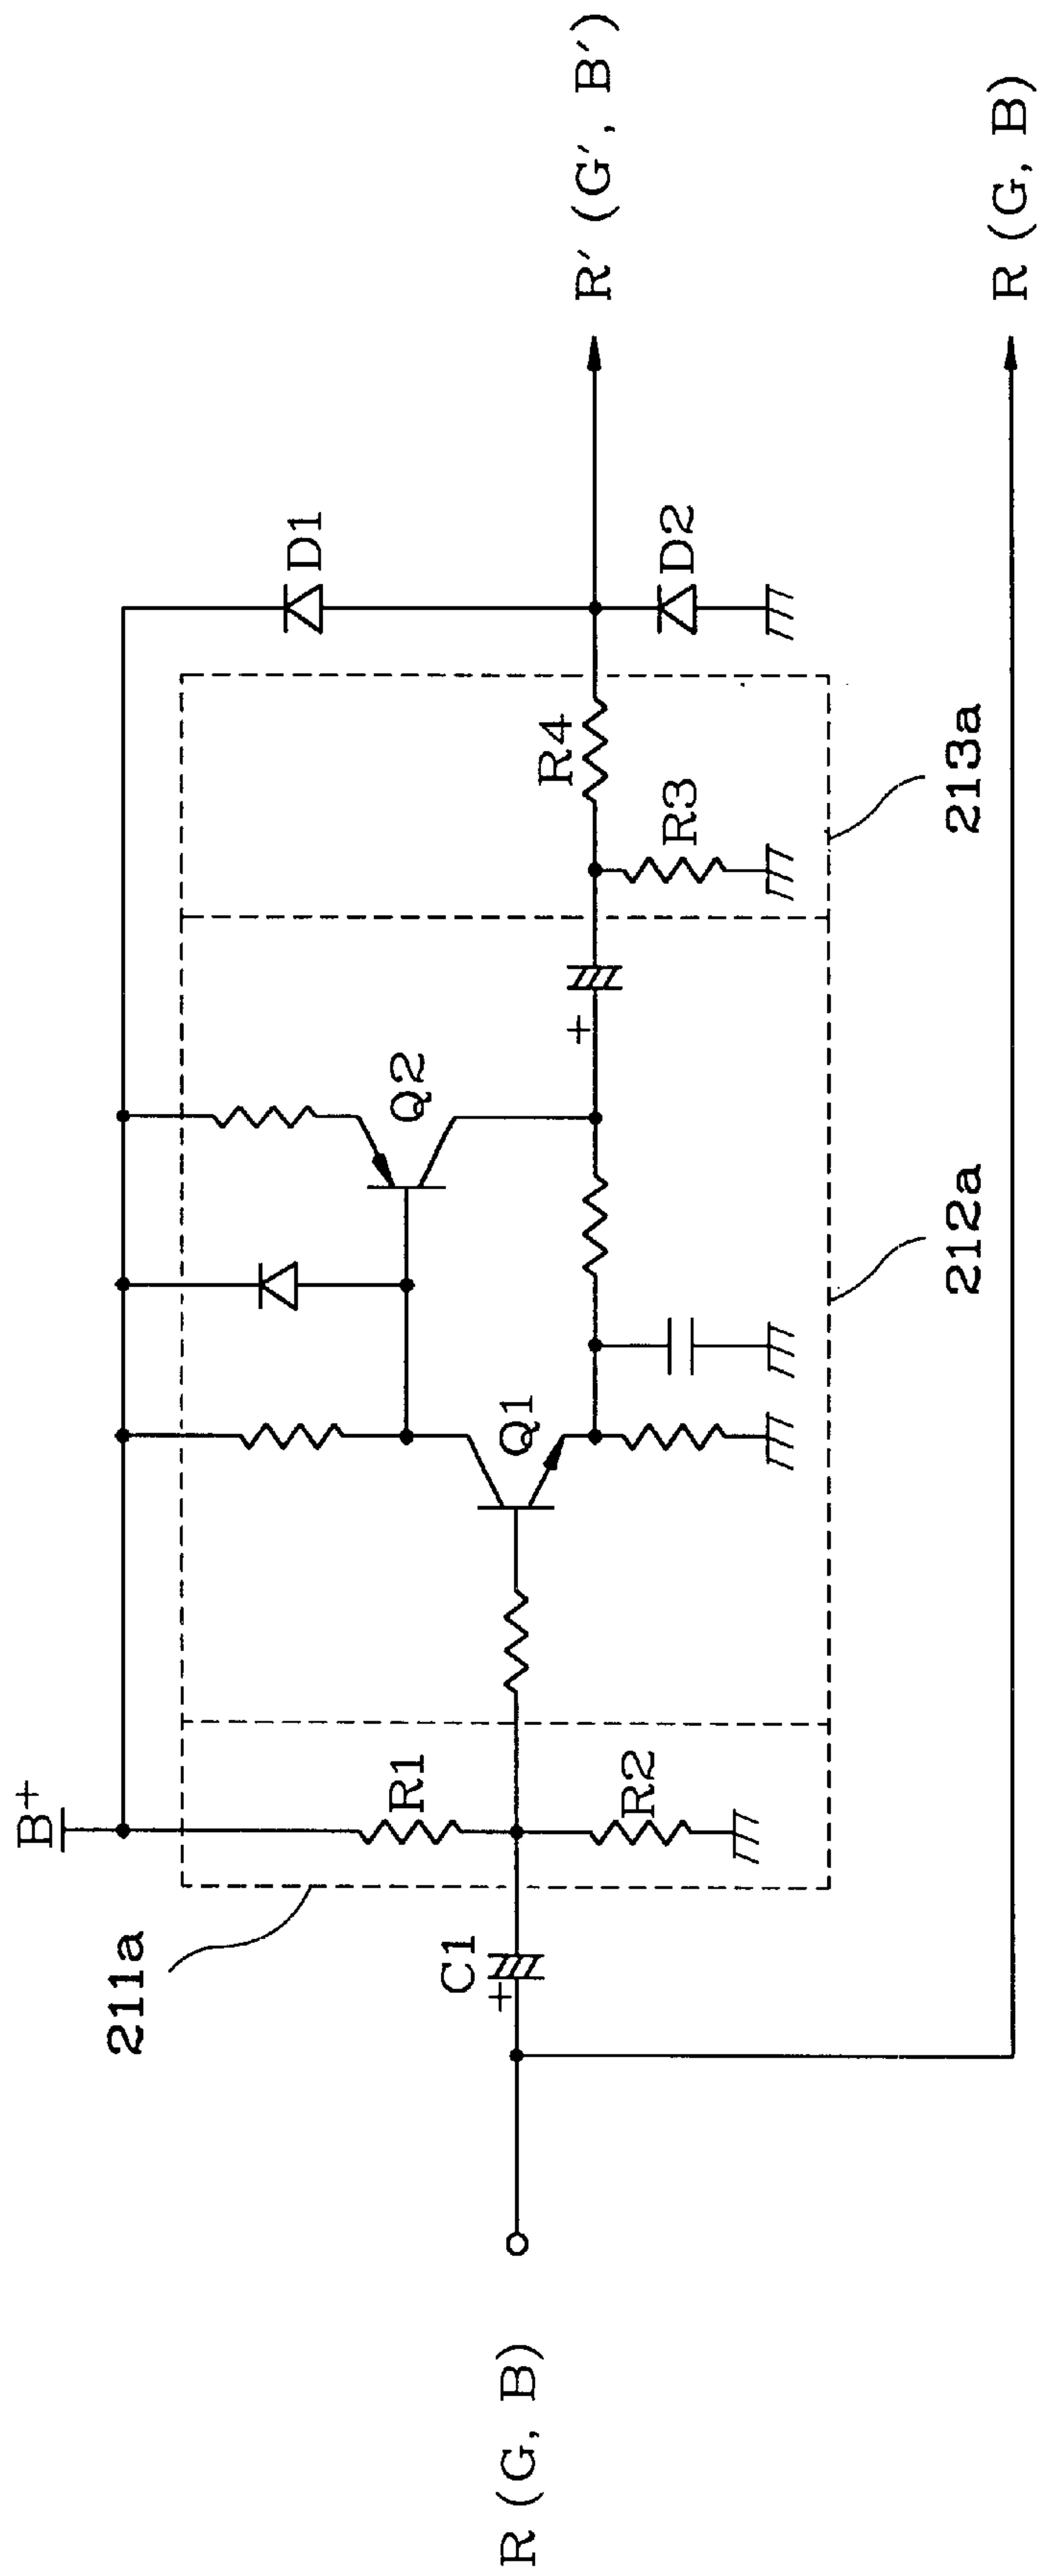 B+
211a
R1
R2
C1
+
R (G, B)
Q1
Q2
+
212a
R3
R4
213a
D1
D2
R′ (G′, B′)
R (G, B)